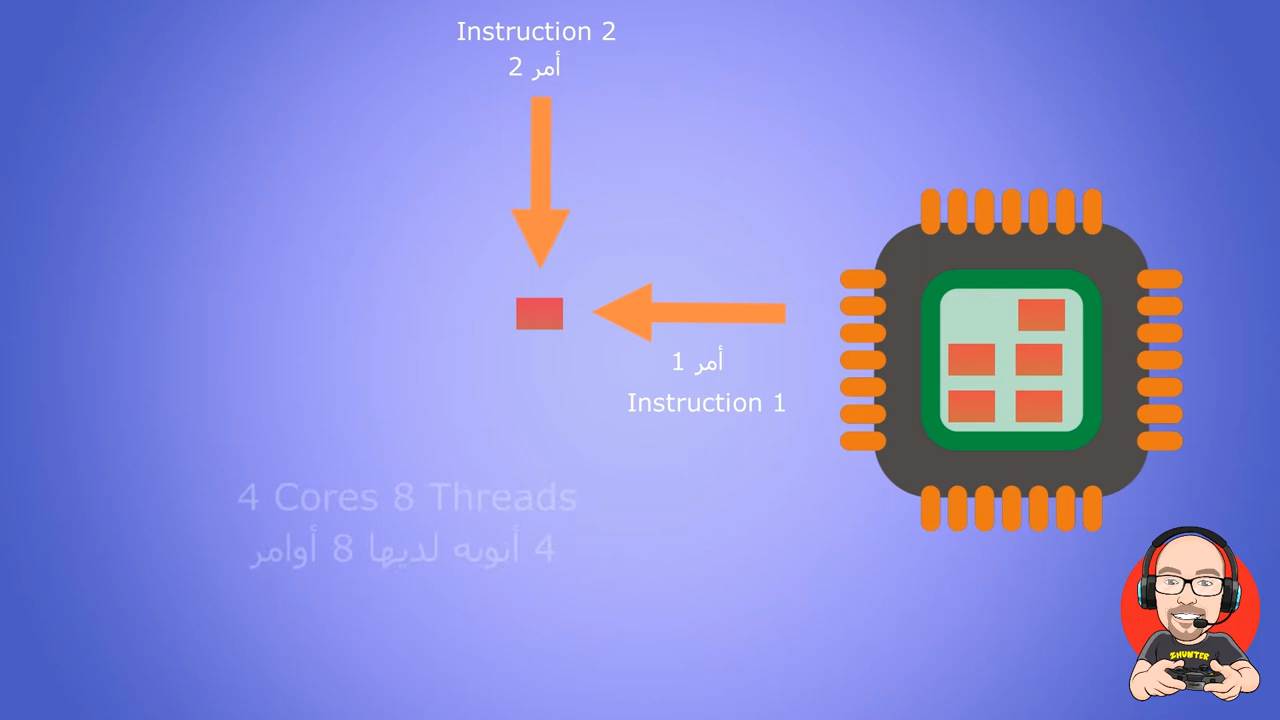 Instruction 2
أمر 2
أمر 1
Instruction 1
4 Cores 8 Threads
4 أنويه لديها 8 أوامر
ZHUNTER